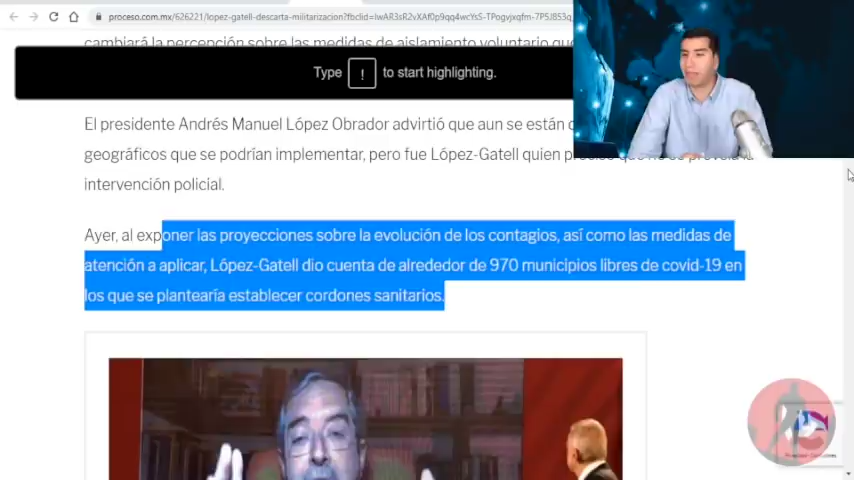 proceso.com.mx/626221/lopez-gatell-descarta-militarizacion?fbclid=IwAR3sR2vXAf0p9qq4wcYsS-TPogvjxqfm-7P5J853q
cambiará la percepción sobre las medidas de aislamiento voluntario que
Type ! to start highlighting.
El presidente Andrés Manuel López Obrador advirtió que aun se están
geográficos que se podrían implementar, pero fue López-Gatell quien
intervención policial.
Ayer, al exponer las proyecciones sobre la evolución de los contagios, así como las medidas de
atención a aplicar, López-Gatell dio cuenta de alrededor de 970 municipios libres de covid-19 en
los que se plantearía establecer cordones sanitarios.